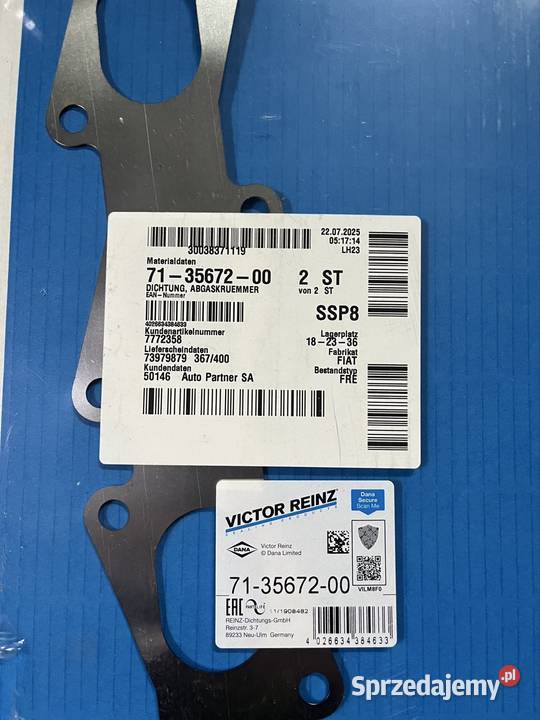 30038371119
22.07.2025
05:17:14
LH23
Materialdaten
71-35672-00 2 ST
DICHTUNG, ABGASKRUEMMER von 2 ST
EAN-Nummer
SSP8
4026634384633
Kundenartikelnummer
7772358
Lagerplatz
18-23-36
Lieferscheindaten
73979879 367/400
Fabrikat
FIAT
Kundendaten
50146 Auto Partner SA
Bestandstyp
FRE
VICTOR REINZ
Dana
Secure
Scan Me
DANA
Victor Reinz
© Dana Limited
71-35672-00
VILM8F0
EAC
11/1908482
REINZ-Dichtungs-GmbH
Reinzstr. 3-7
89233 Neu-Ulm Germany
4 026634 384633
Sprzedajemy.pl